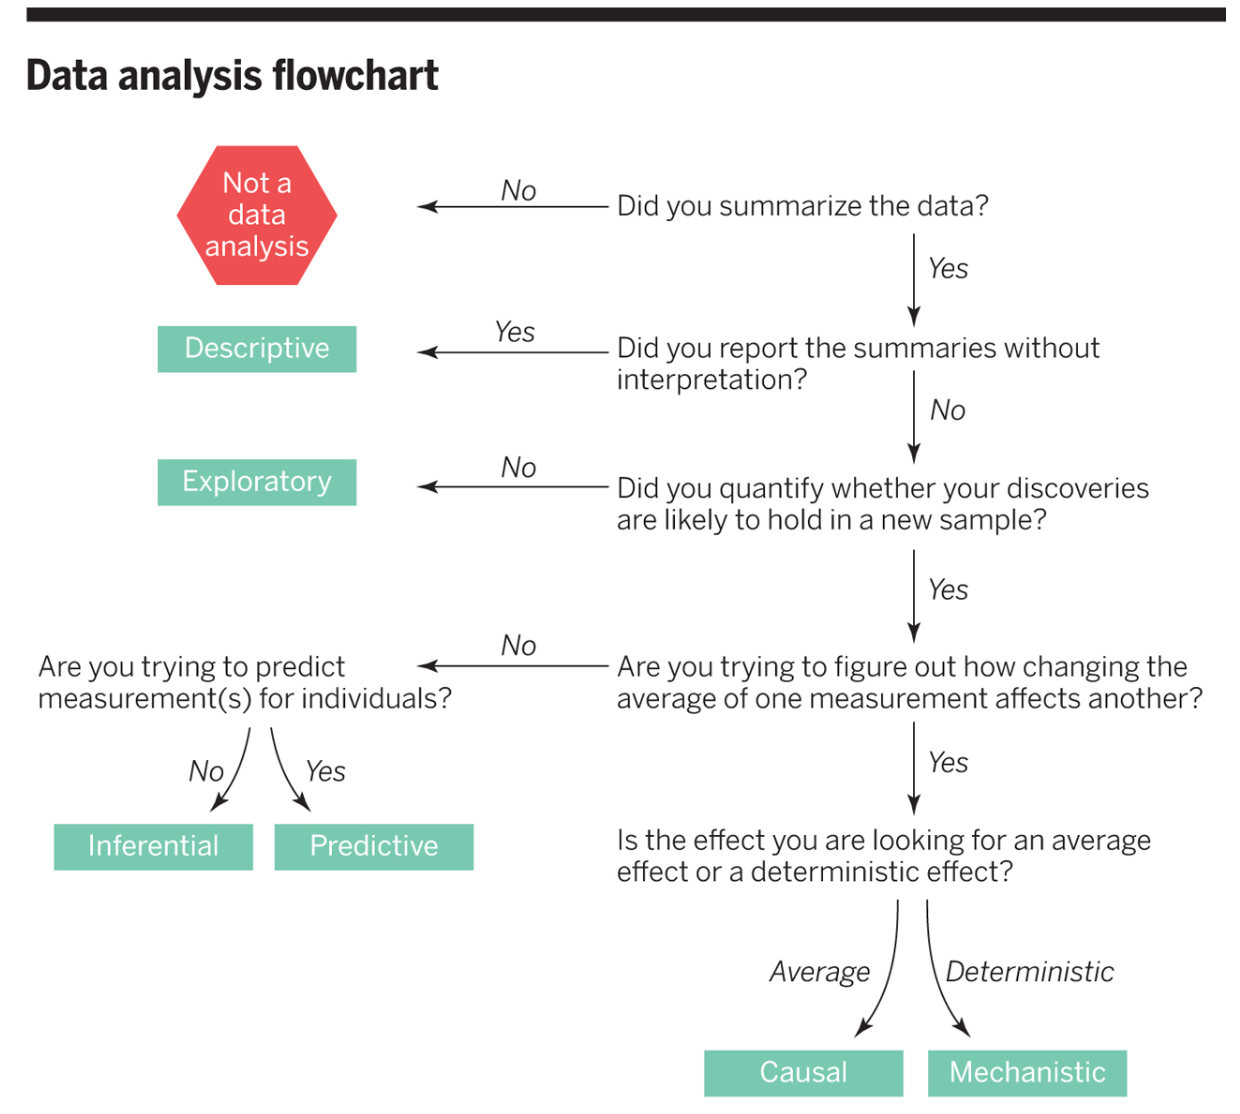 Data analysis flowchart
Not a
data
analysis
No
Did you summarize the data?
Yes
Descriptive
Yes
Did you report the summaries without
interpretation?
No
Exploratory
No
Did you quantify whether your discoveries
are likely to hold in a new sample?
Yes
Are you trying to predict
measurement(s) for individuals?
No
Are you trying to figure out how changing the
average of one measurement affects another?
No
Yes
Yes
Inferential
Predictive
Is the effect you are looking for an average
effect or a deterministic effect?
Average
Deterministic
Causal
Mechanistic